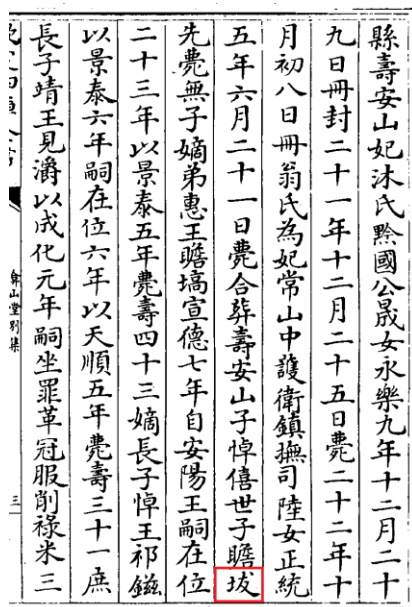 縣壽安山妃沐氏黔國公晟女永樂九年十二月二十
九日冊封二十一年十二月二十五日薨二十二年十
月初八日冊翁氏為妃常山中護衛鎮撫司陸女正統
五年六月二十一日薨合葬壽安山子悼僖世子瞻坺
先薨無子嫡弟惠王瞻塙宣德七年自安陽王嗣在位
二十三年以景泰五年薨壽四十三嫡長子悼王祁鎡
以景泰六年嗣在位六年以天順五年薨壽三十一庶
長子靖王見潚以成化元年嗣坐罪革冠服削祿米三
弇山堂別集
三